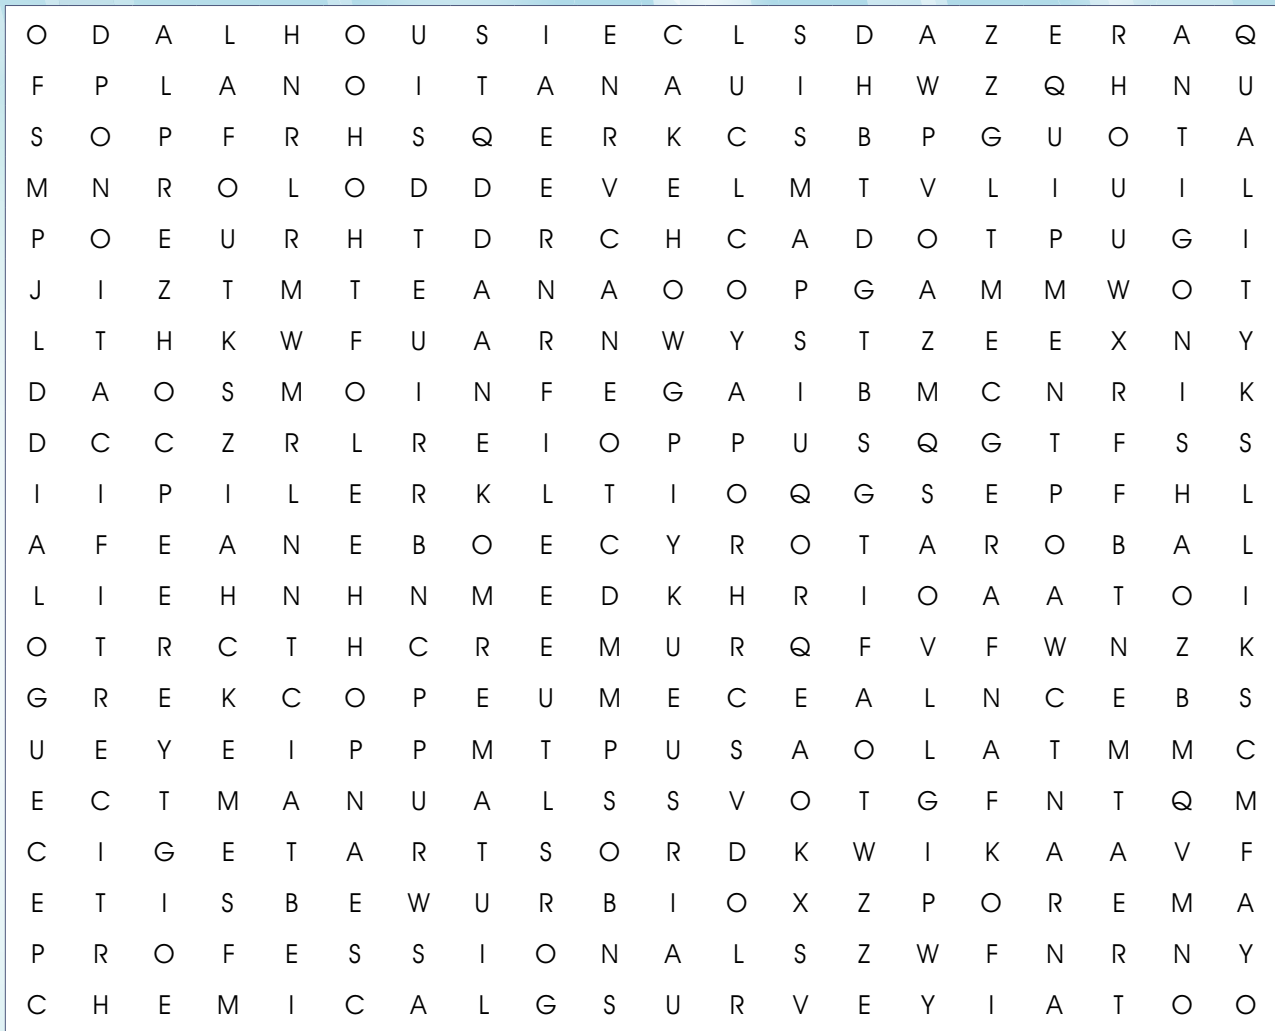 O D A L H O U S I E C L S D A Z E R A Q
F P L A N O I T A N A U I H W Z Q H N U
S O P F R H S Q E R K C S B P G U O T A
M N R O L O D D E V E L M T V L I U I L
P O E U R H T D R C H C A D O T P U G I
J I Z T M T E A N A O O P G A M M W O T
L T H K W F U A R N W Y S T Z E E X N Y
D A O S M O I N F E G A I B M C N R I K
D C C Z R L R E I O P P U S Q G T F S S
I I P I L E R K L T I O Q G S E P F H L
A F E A N E B O E C Y R O T A R O B A L
L I E H N H N M E D K H R I O A A T O I
O T R C T H C R E M U R Q F V F W N Z K
G R E K C O P E U M E C E A L N C E B S
U E Y E I P P M T P U S A O L A T M M C
E C T M A N U A L S S V O T G F N T Q M
C I G E T A R T S O R D K W I K A A V F
E T I S B E W U R B I O X Z P O R E M A
P R O F E S S I O N A L S Z W F N R N Y
C H E M I C A L G S U R V E Y I A T O O